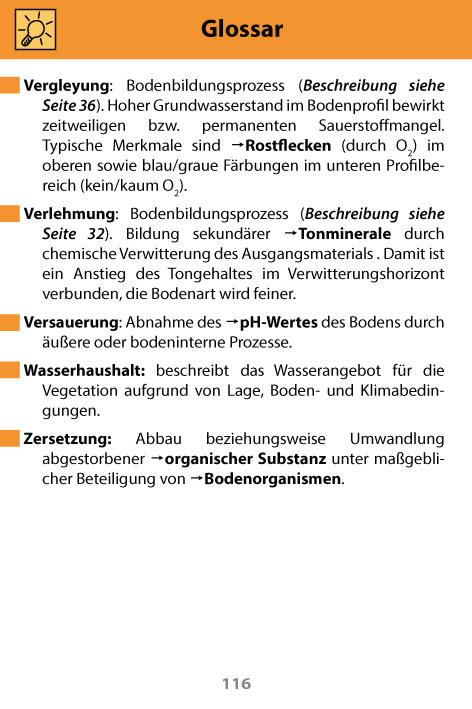 Glossar
Vergleyung: Bodenbildungsprozess (Beschreibung siehe
Seite 36). Hoher Grundwasserstand im Bodenprofil bewirkt
zeitweiligen bzw. permanenten Sauerstoffmangel.
Typische Merkmale sind →Rostflecken (durch O2) im
oberen sowie blau/graue Färbungen im unteren Profilbe-
reich (kein/kaum O2).
Verlehmung: Bodenbildungsprozess (Beschreibung siehe
Seite 32). Bildung sekundärer →Tonminerale durch
chemische Verwitterung des Ausgangsmaterials . Damit ist
ein Anstieg des Tongehaltes im Verwitterungshorizont
verbunden, die Bodenart wird feiner.
Versauerung: Abnahme des →pH-Wertes des Bodens durch
äußere oder bodeninterne Prozesse.
Wasserhaushalt: beschreibt das Wasserangebot für die
Vegetation aufgrund von Lage, Boden- und Klimabedin-
gungen.
Zersetzung: Abbau beziehungsweise Umwandlung
abgestorbener →organischer Substanz unter maßgebli-
cher Beteiligung von →Bodenorganismen.
116